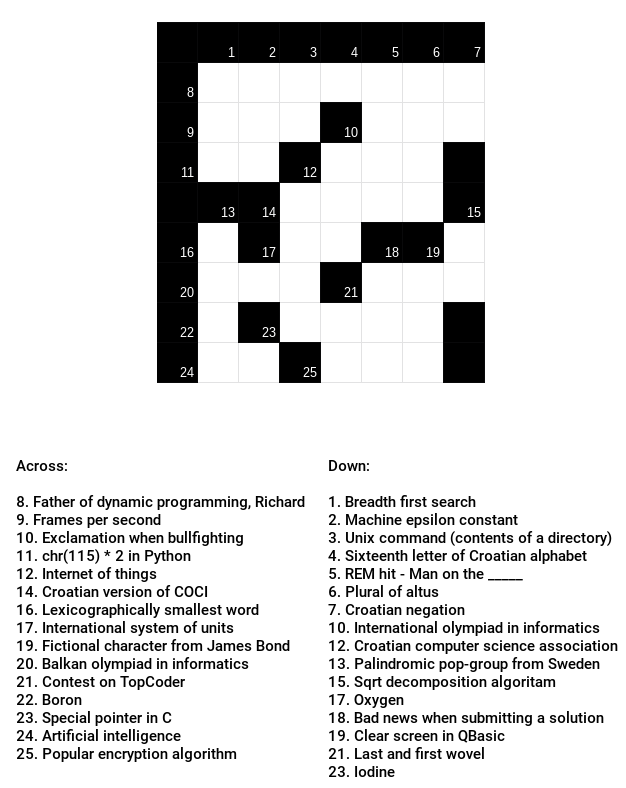 1 2 3 4 5 6 7
8
9 10
11 12
13 14 15
16 17 18 19
20 21
22 23
24 25
Across:
8. Father of dynamic programming, Richard
9. Frames per second
10. Exclamation when bullfighting
11. chr(115) * 2 in Python
12. Internet of things
14. Croatian version of COCI
16. Lexicographically smallest word
17. International system of units
19. Fictional character from James Bond
20. Balkan olympiad in informatics
21. Contest on TopCoder
22. Boron
23. Special pointer in C
24. Artificial intelligence
25. Popular encryption algorithm
Down:
1. Breadth first search
2. Machine epsilon constant
3. Unix command (contents of a directory)
4. Sixteenth letter of Croatian alphabet
5. REM hit - Man on the _____
6. Plural of altus
7. Croatian negation
10. International olympiad in informatics
12. Croatian computer science association
13. Palindromic pop-group from Sweden
15. Sqrt decomposition algoritam
17. Oxygen
18. Bad news when submitting a solution
19. Clear screen in QBasic
21. Last and first wovel
23. Iodine